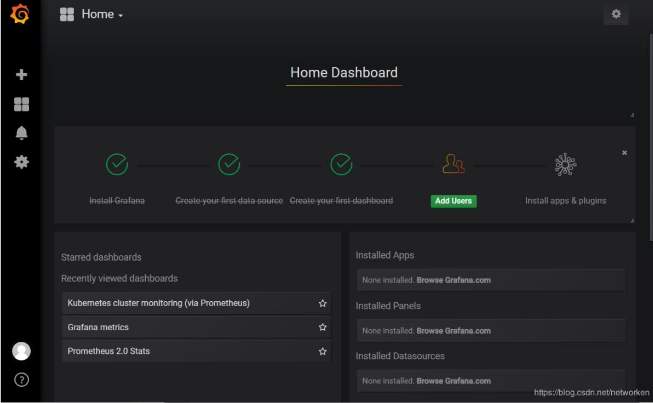 Home
Home Dashboard
Install Grafana
Create your first data source
Create your first dashboard
Add Users
Install apps & plugins
Starred dashboards
Recently viewed dashboards
Kubernetes cluster monitoring (via Prometheus)
Grafana metrics
Prometheus 2.0 Stats
Installed Apps
None installed. Browse Grafana.com
Installed Panels
None installed. Browse Grafana.com
Installed Datasources
None installed. Browse Grafana.com
https://blog.csdn.net/networken